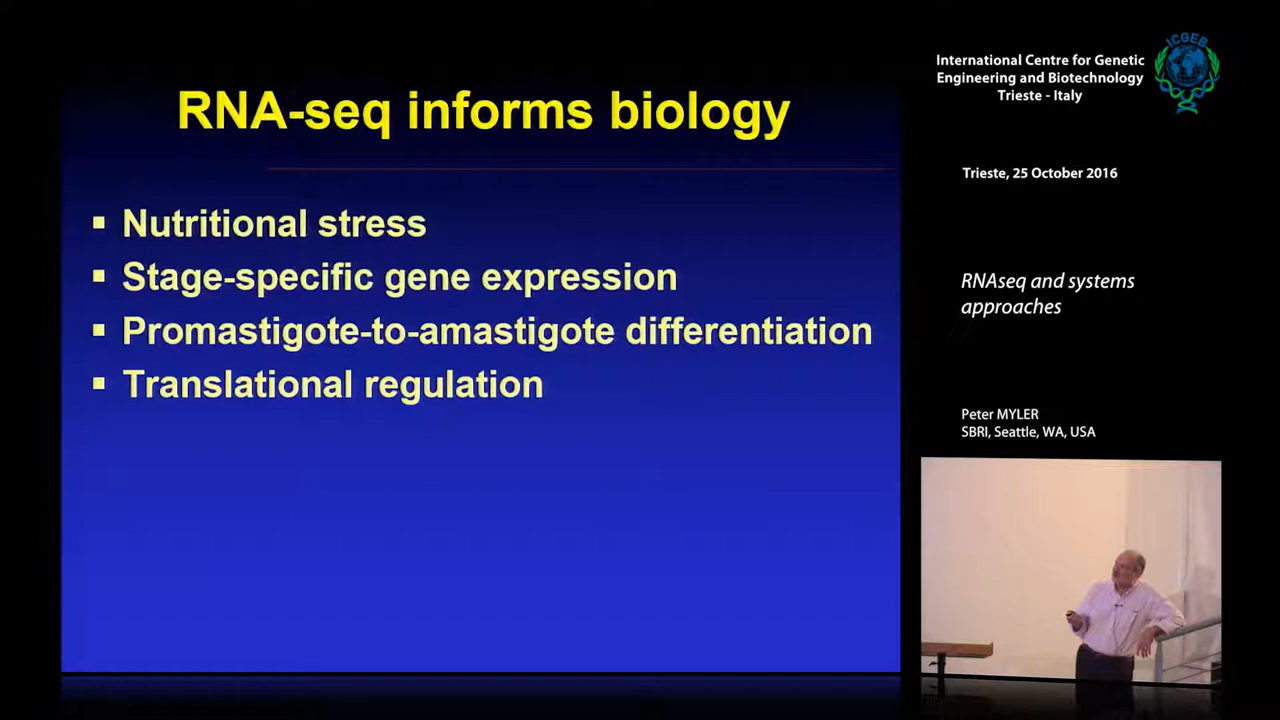 RNA-seq informs biology
Nutritional stress
Stage-specific gene expression
Promastigote-to-amastigote differentiation
Translational regulation
International Centre for Genetic
Engineering and Biotechnology
Trieste - Italy
ICGEB
Trieste, 25 October 2016
RNAseq and systems
approaches
Peter MYLER
SBRI, Seattle, WA, USA